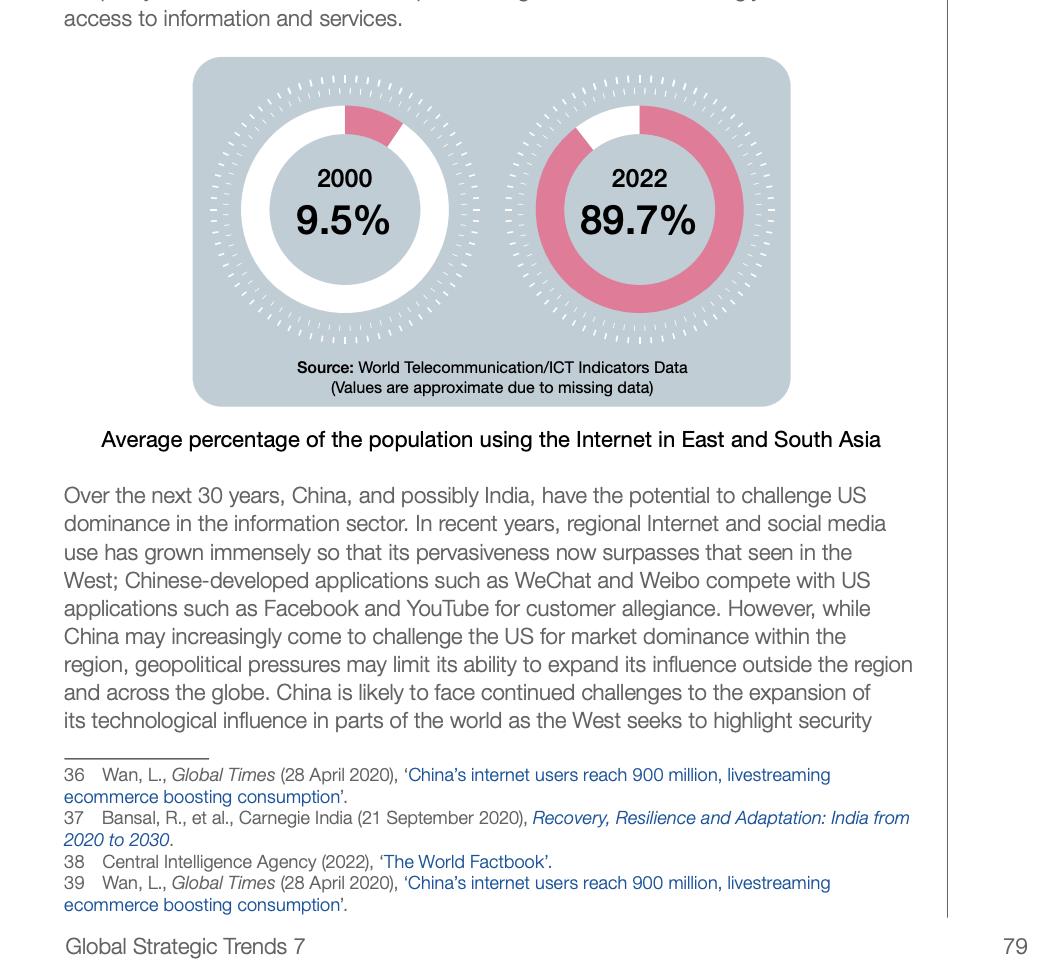 access to information and services.
2000
9.5%
2022
89.7%
Source: World Telecommunication/ICT Indicators Data
(Values are approximate due to missing data)
Average percentage of the population using the Internet in East and South Asia
Over the next 30 years, China, and possibly India, have the potential to challenge US
dominance in the information sector. In recent years, regional Internet and social media
use has grown immensely so that its pervasiveness now surpasses that seen in the
West; Chinese-developed applications such as WeChat and Weibo compete with US
applications such as Facebook and YouTube for customer allegiance. However, while
China may increasingly come to challenge the US for market dominance within the
region, geopolitical pressures may limit its ability to expand its influence outside the region
and across the globe. China is likely to face continued challenges to the expansion of
its technological influence in parts of the world as the West seeks to highlight security
36 Wan, L., Global Times (28 April 2020), ‘China’s internet users reach 900 million, livestreaming
ecommerce boosting consumption’.
37 Bansal, R., et al., Carnegie India (21 September 2020), Recovery, Resilience and Adaptation: India from
2020 to 2030.
38 Central Intelligence Agency (2022), ‘The World Factbook’.
39 Wan, L., Global Times (28 April 2020), ‘China’s internet users reach 900 million, livestreaming
ecommerce boosting consumption’.
Global Strategic Trends 7
79